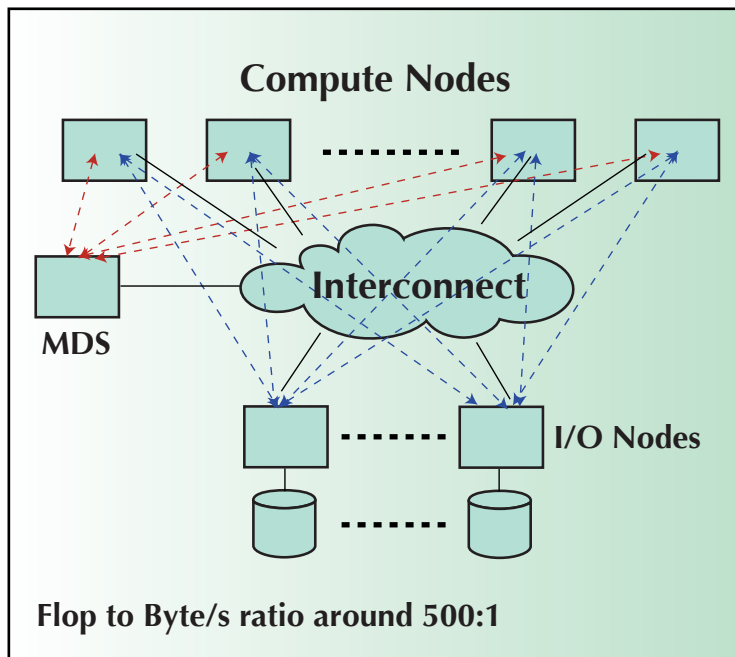 Compute Nodes
Interconnect
MDS
I/O Nodes
Flop to Byte/s ratio around 500:1